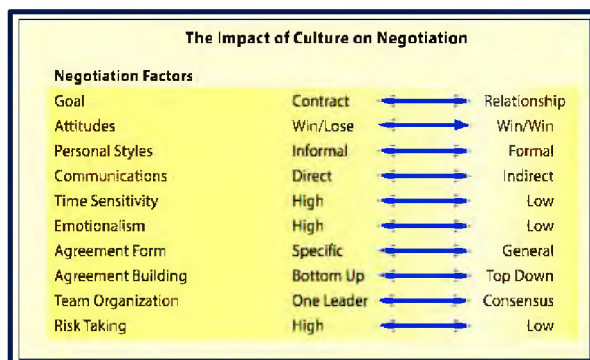 The Impact of Culture on Negotiation
Negotiation Factors
Goal Contract Relationship
Attitudes Win/Lose Win/Win
Personal Styles Informal Formal
Communications Direct Indirect
Time Sensitivity High Low
Emotionalism High Low
Agreement Form Specific General
Agreement Building Bottom Up Top Down
Team Organization One Leader Consensus
Risk Taking High Low